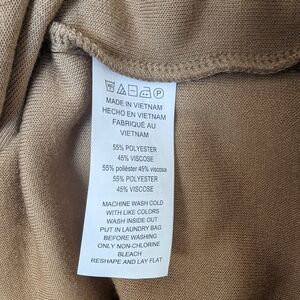 MADE IN VIETNAM
HECHO EN VIETNAM
FABRIQUÉ AU
VIETNAM
55% POLYESTER
45% VISCOSE
55% poliéster 45% viscosa
55% POLYESTER
45% VISCOSE
MACHINE WASH COLD
WITH LIKE COLORS
WASH INSIDE OUT
PUT IN LAUNDRY BAG
BEFORE WASHING
ONLY NON-CHLORINE
BLEACH
RESHAPE AND LAY FLAT